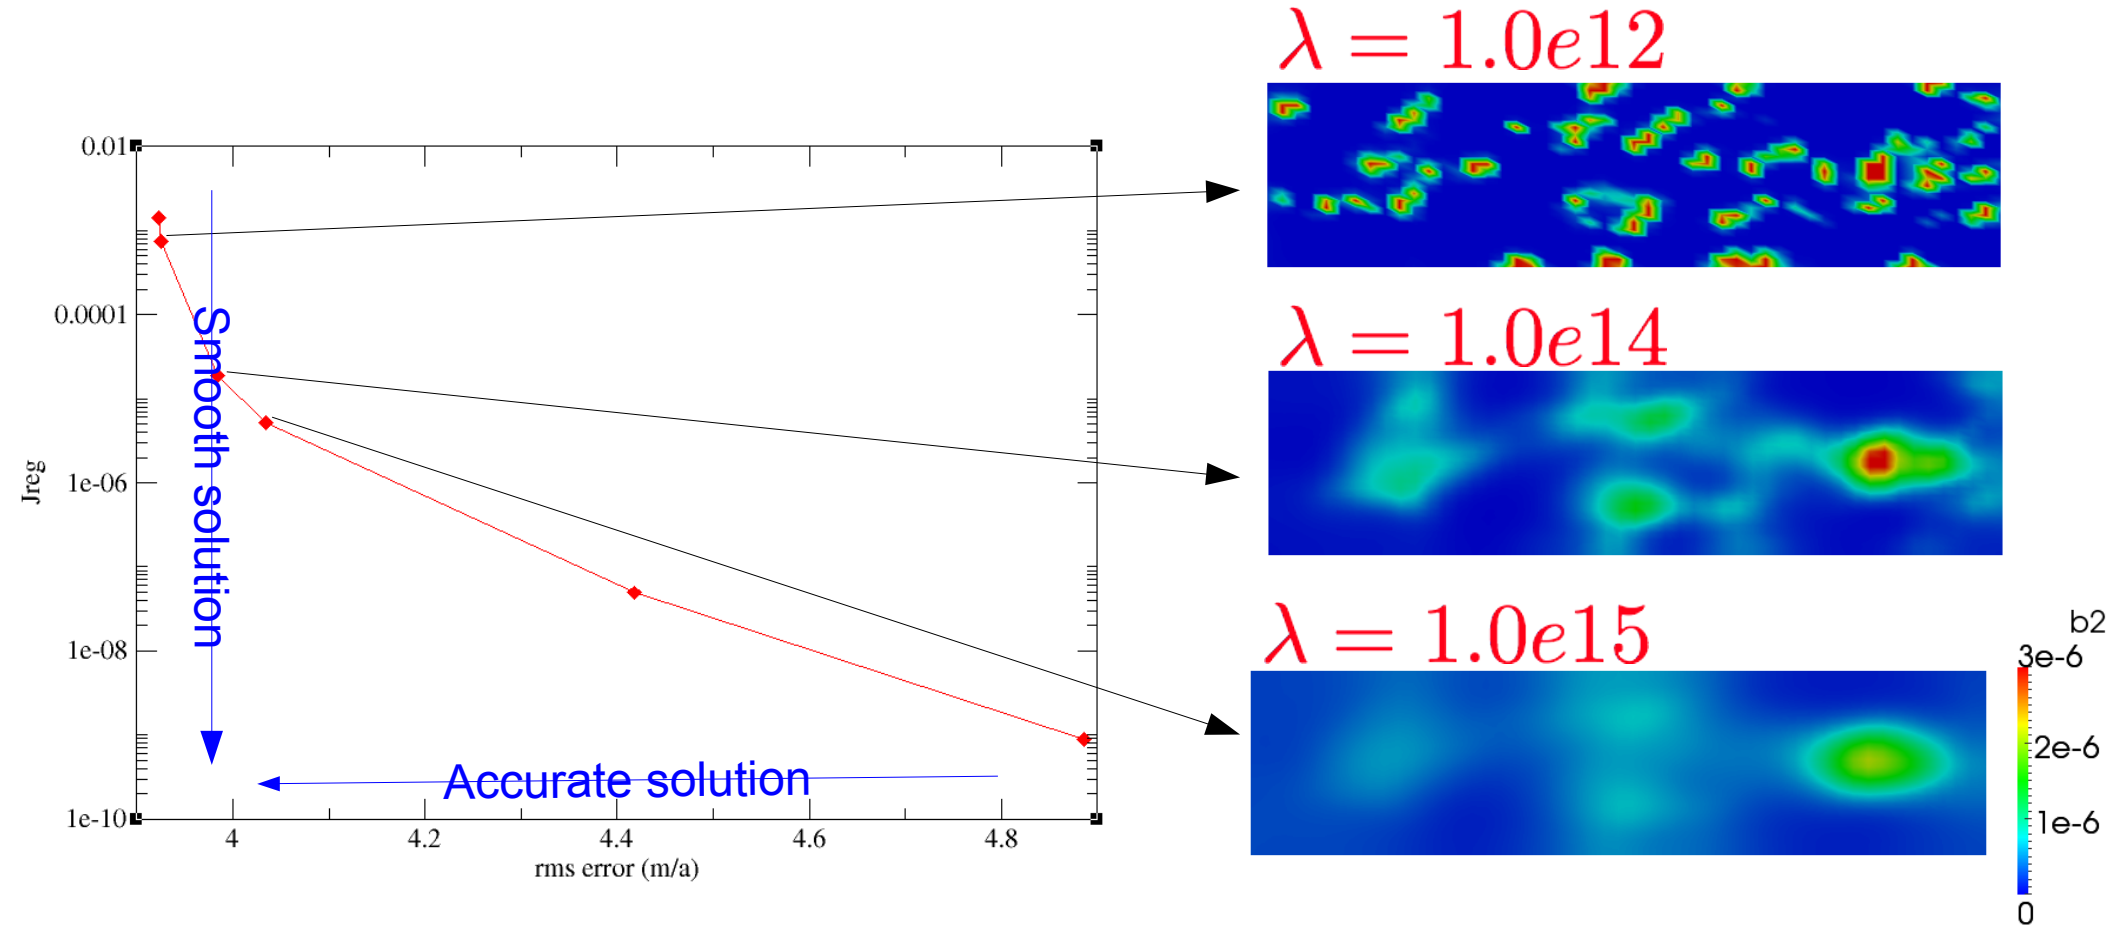 λ = 1.0e12
0.01
0.0001
1e-06
1e-08
1e-10
Jreg
Smooth solution
Accurate solution
4 4.2 4.4 4.6 4.8
rms error (m/a)
λ = 1.0e14
λ = 1.0e15
b2
3e-6
2e-6
1e-6
0